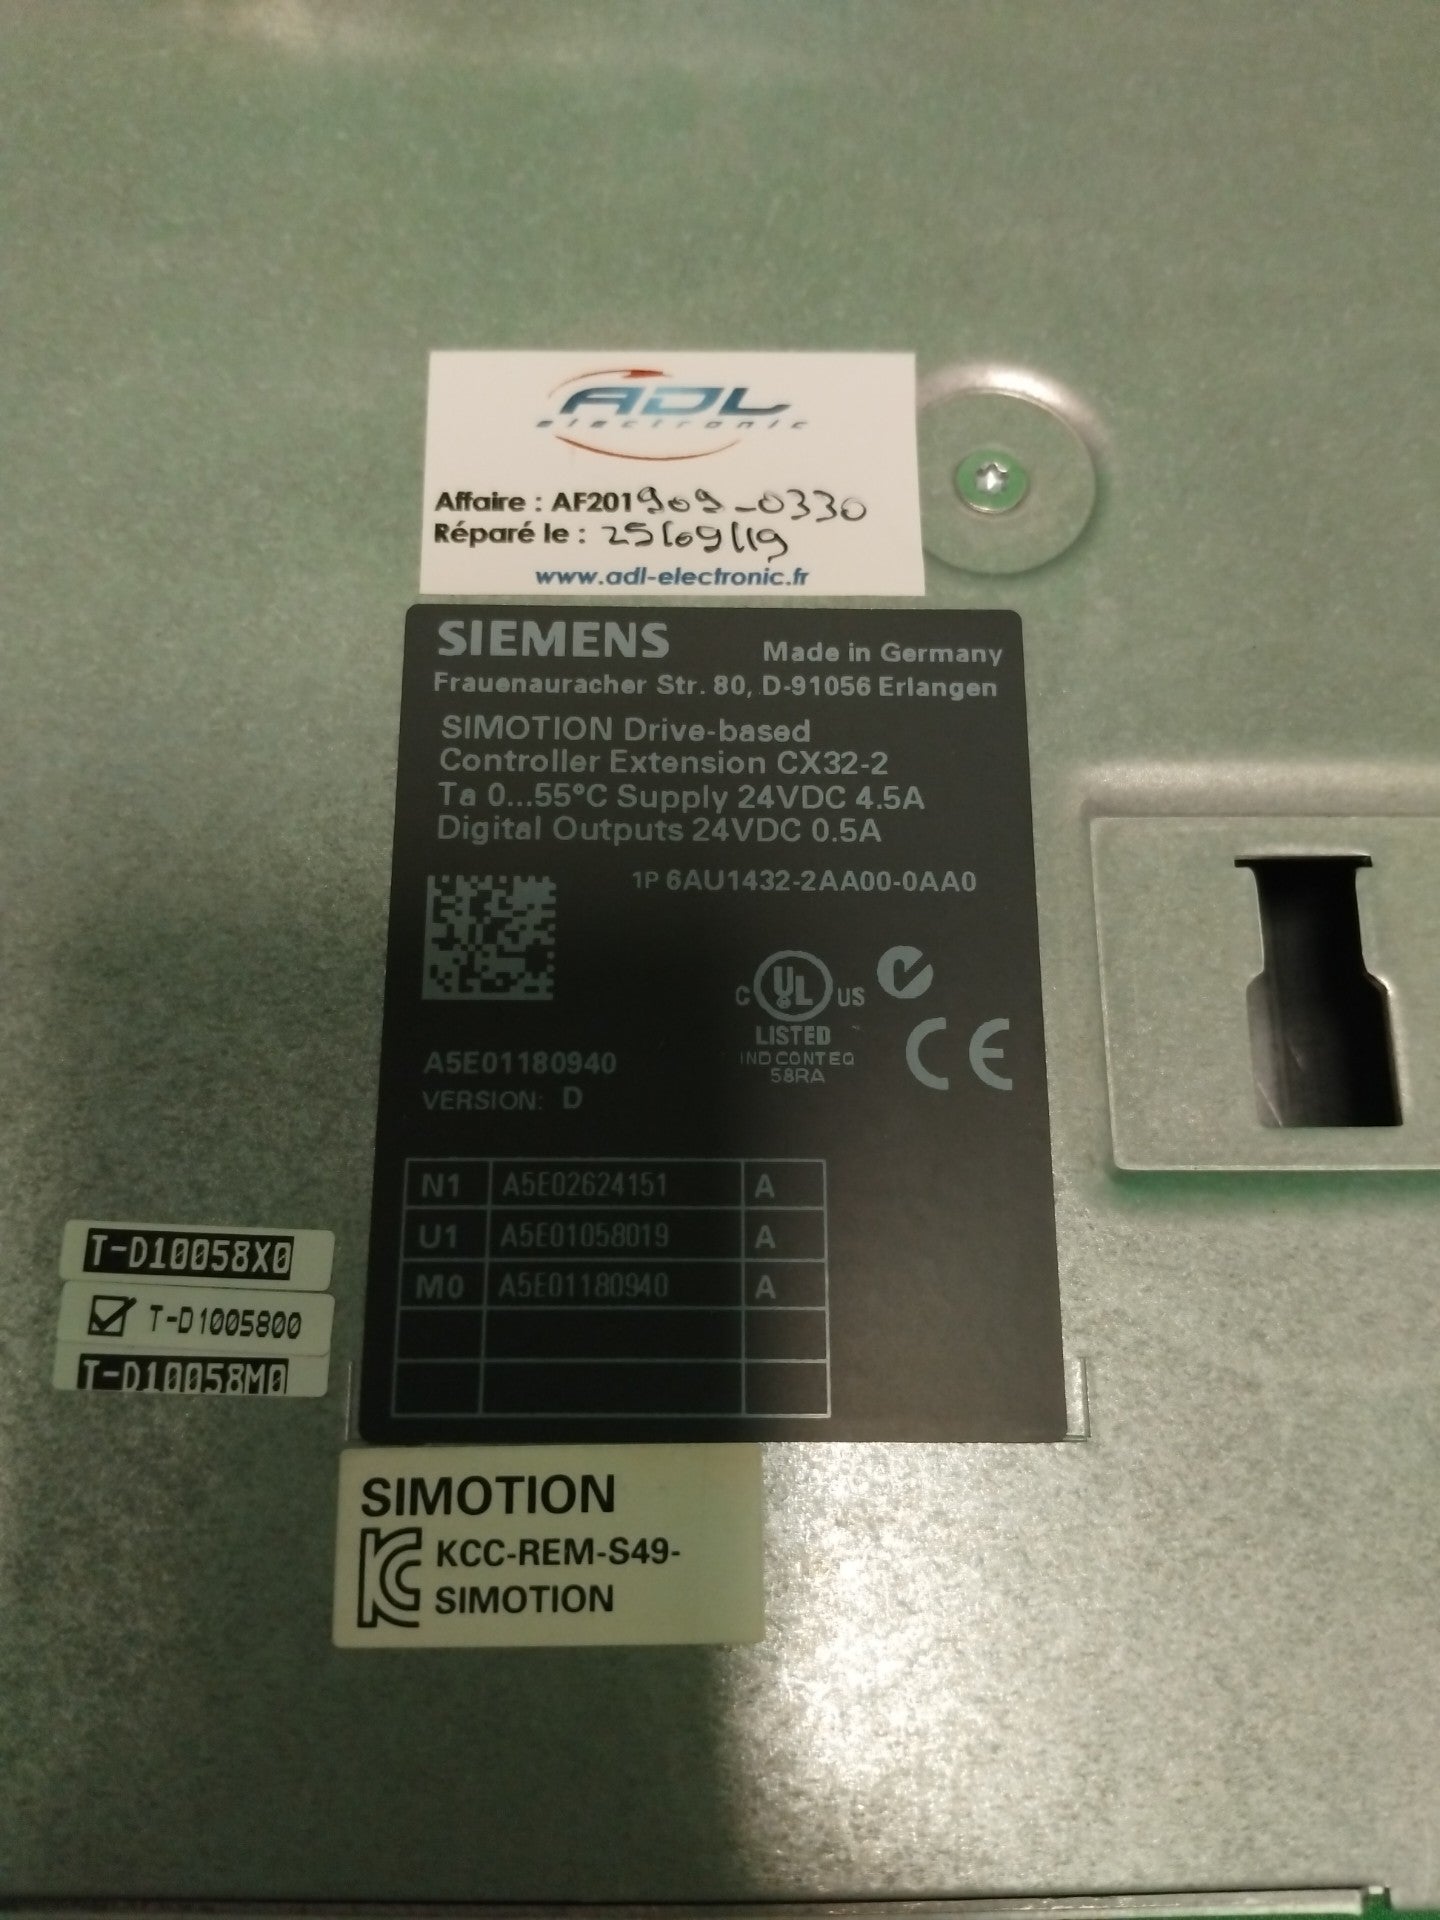 ADL
electronic
Affaire : AF201909-0330
Réparé le : 25/09/19
www.adl-electronic.fr
SIEMENS Made in Germany
Frauenauracher Str. 80, D-91056 Erlangen
SIMOTION Drive-based
Controller Extension CX32-2
Ta 0...55°C Supply 24VDC 4.5A
Digital Outputs 24VDC 0.5A
1P 6AU1432-2AA00-0AA0
C UL US
LISTED
IND CONT EQ
58RA
CE
A5E01180940
VERSION: D
N1 A5E02624151 A
U1 A5E01058019 A
M0 A5E01180940 A
T-D10058X0
T-D1005800
T-D10058M0
SIMOTION
KCC-REM-S49-
SIMOTION